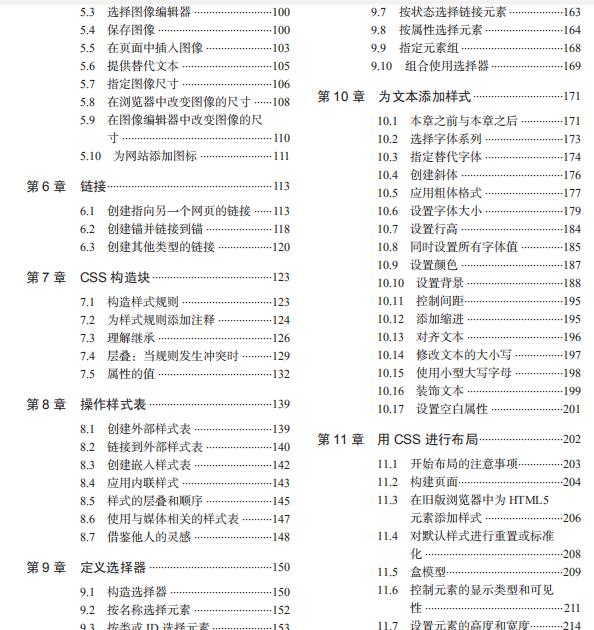 5.3 选择图像编辑器 ················100
5.4 保存图像 ················100
5.5 在页面中插入图像 ················103
5.6 提供替代文本 ················105
5.7 指定图像尺寸 ················106
5.8 在浏览器中改变图像的尺寸 ······108
5.9 在图像编辑器中改变图像的尺
寸 ················110
5.10 为网站添加图标 ················111
第 6 章 链接 ················113
6.1 创建指向另一个网页的链接 ······113
6.2 创建锚并链接到锚 ················118
6.3 创建其他类型的链接 ················120
第 7 章 CSS 构造块 ················123
7.1 构造样式规则 ················123
7.2 为样式规则添加注释 ················124
7.3 理解继承 ················126
7.4 层叠：当规则发生冲突时 ·········129
7.5 属性的值 ················132
第 8 章 操作样式表 ················139
8.1 创建外部样式表 ················139
8.2 链接到外部样式表 ················140
8.3 创建嵌入样式表 ················142
8.4 应用内联样式 ················143
8.5 样式的层叠和顺序 ················145
8.6 使用与媒体相关的样式表 ·········147
8.7 借鉴他人的灵感 ················148
第 9 章 定义选择器 ················150
9.1 构造选择器 ················150
9.2 按名称选择元素 ················152
9.3 按类或 ID 选择元素 ················153
9.7 按状态选择链接元素 ················163
9.8 按属性选择元素 ················164
9.9 指定元素组 ················168
9.10 组合使用选择器 ················169
第 10 章 为文本添加样式 ················171
10.1 本章之前与本章之后 ················171
10.2 选择字体系列 ················173
10.3 指定替代字体 ················174
10.4 创建斜体 ················176
10.5 应用粗体格式 ················177
10.6 设置字体大小 ················179
10.7 设置行高 ················184
10.8 同时设置所有字体值 ················185
10.9 设置颜色 ················187
10.10 设置背景 ················188
10.11 控制间距 ················195
10.12 添加缩进 ················195
10.13 对齐文本 ················196
10.14 修改文本的大小写 ················197
10.15 使用小型大写字母 ················198
10.16 装饰文本 ················199
10.17 设置空白属性 ················201
第 11 章 用 CSS 进行布局 ················202
11.1 开始布局的注意事项 ················203
11.2 构建页面 ················204
11.3 在旧版浏览器中为 HTML5
元素添加样式 ················206
11.4 对默认样式进行重置或标准
化 ················208
11.5 盒模型 ················209
11.6 控制元素的显示类型和可见
性 ················211
11.7 设置元素的高度和宽度 ·········214